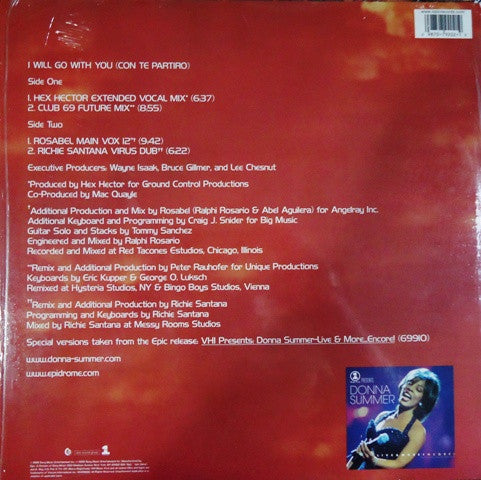 I WILL GO WITH YOU (CON TE PARTIRO)
Side One
1. HEX HECTOR EXTENDED VOCAL MIX* (6:37)
2. CLUB 69 FUTURE MIX** (8:55)
Side Two
1. ROSABEL MAIN VOX 12"† (9:42)
2. RICHIE SANTANA VIRUS DUB†† (6:22)
Executive Producers: Wayne Isaak, Bruce Gillmer, and Lee Chesnut
*Produced by Hex Hector for Ground Control Productions
Co-Produced by Mac Quayle
†Additional Production and Mix by Rosabel (Ralphi Rosario & Abel Aguilera) for Angelray Inc.
Additional Keyboard and Programming by Craig J. Snider for Big Music
Guitar Solo and Stacks by Tommy Sanchez
Engineered and Mixed by Ralphi Rosario
Recorded and Mixed at Red Tacones Estudios, Chicago, Illinois
**Remix and Additional Production by Peter Rauhofer for Unique Productions
Keyboards by Eric Kupper & George O. Luksch
Remixed at Hysteria Studios, NY & Bingo Boys Studios, Vienna
††Remix and Additional Production by Richie Santana
Programming and Keyboards by Richie Santana
Mixed by Richie Santana at Messy Rooms Studios
Special versions taken from the Epic release: VH1 Presents: Donna Summer-Live & More...Encore! (69910)
www.donna-summer.com
www.epidrome.com
PRESENTS
DONNA
SUMMER